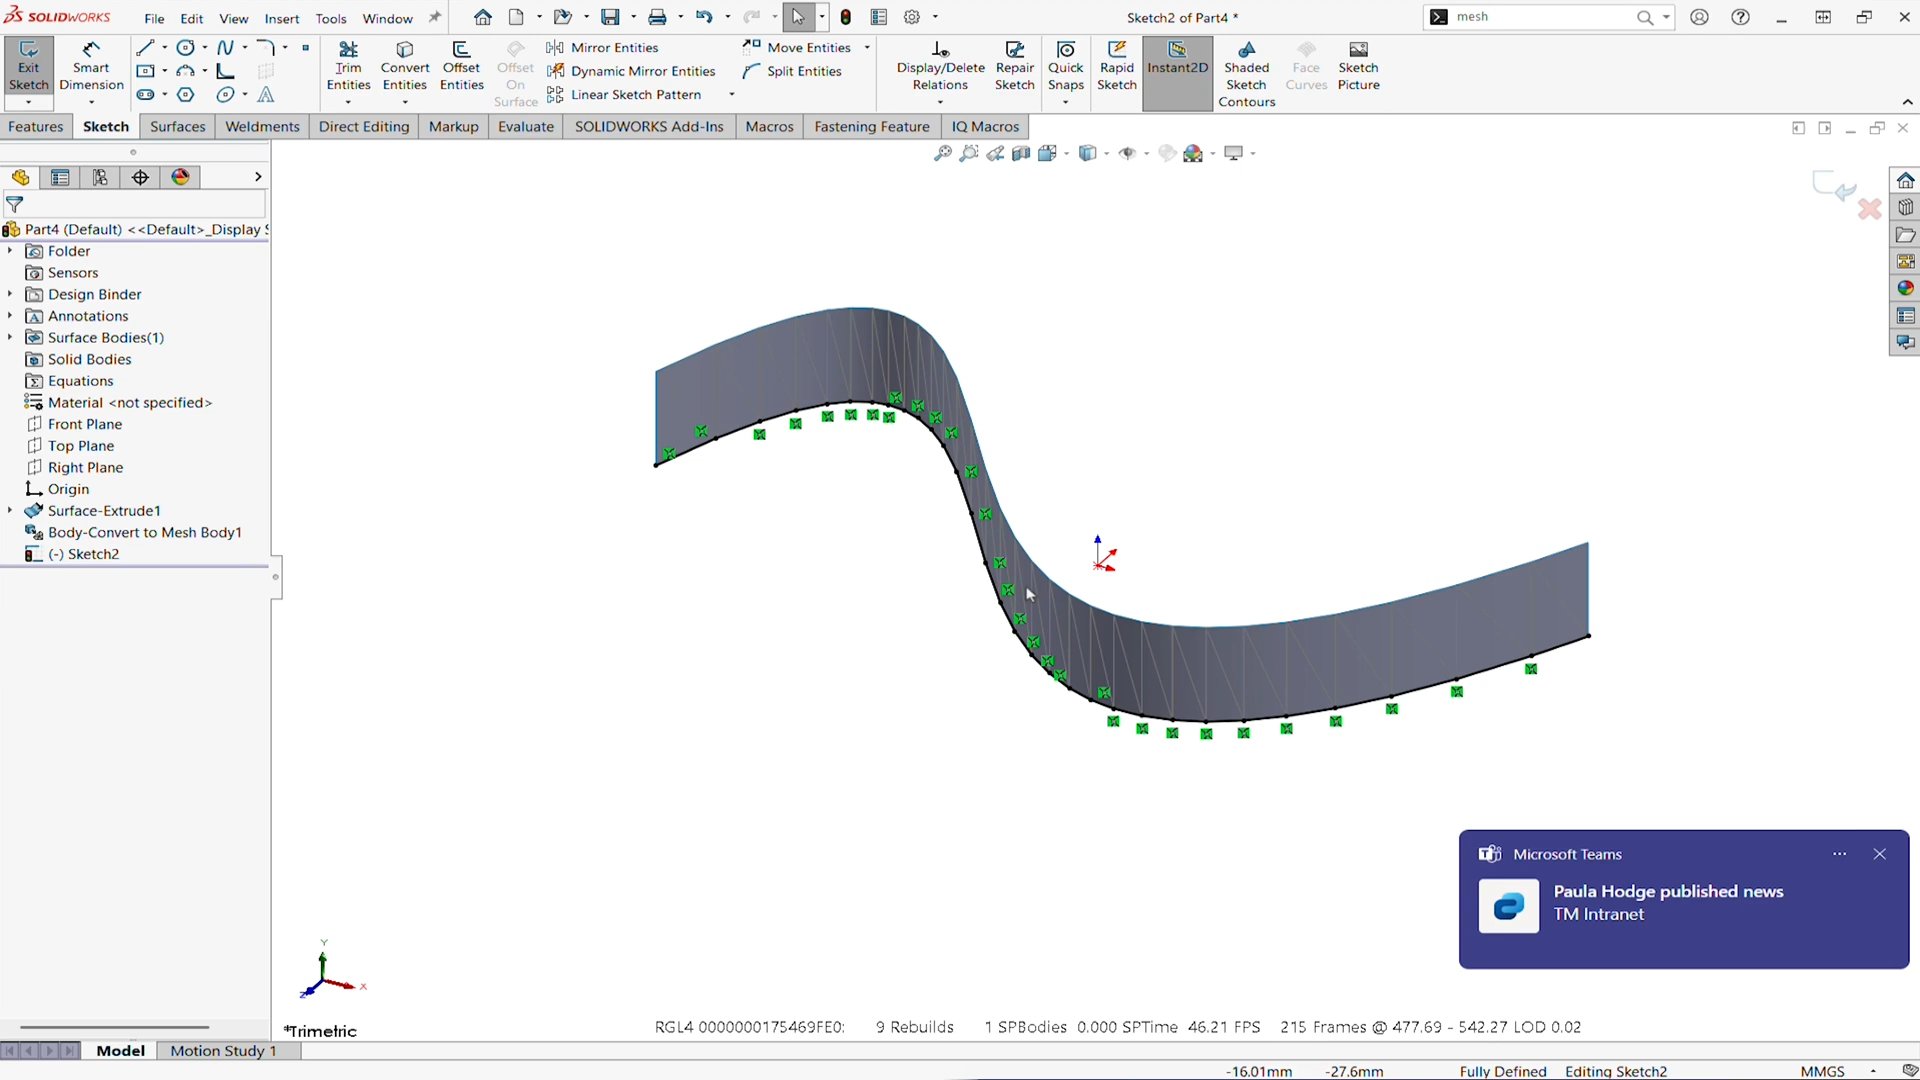 SOLIDWORKS
File Edit View Insert Tools Window
Sketch2 of Part4 *
mesh
Exit Sketch
Smart Dimension
Trim Entities
Convert Entities
Offset Entities
Offset On Surface
Mirror Entities
Dynamic Mirror Entities
Linear Sketch Pattern
Move Entities
Split Entities
Display/Delete Relations
Repair Sketch
Quick Snaps
Rapid Sketch
Instant2D
Shaded Sketch Contours
Face Curves
Sketch Picture
Features Sketch Surfaces Weldments Direct Editing Markup Evaluate SOLIDWORKS Add-Ins Macros Fastening Feature IQ Macros
Part4 (Default) <<Default>_Display S
Folder
Sensors
Design Binder
Annotations
Surface Bodies(1)
Solid Bodies
Equations
Material <not specified>
Front Plane
Top Plane
Right Plane
Origin
Surface-Extrude1
Body-Convert to Mesh Body1
(-) Sketch2
Microsoft Teams
Paula Hodge published news
TM Intranet
Y
X
Z
*Trimetric
RGL4 0000000175469FE0: 9 Rebuilds 1 SPBodies 0.000 SPTime 46.21 FPS 215 Frames @ 477.69 - 542.27 LOD 0.02
Model Motion Study 1
-16.01mm -27.6mm Fully Defined Editing Sketch2 MMGS